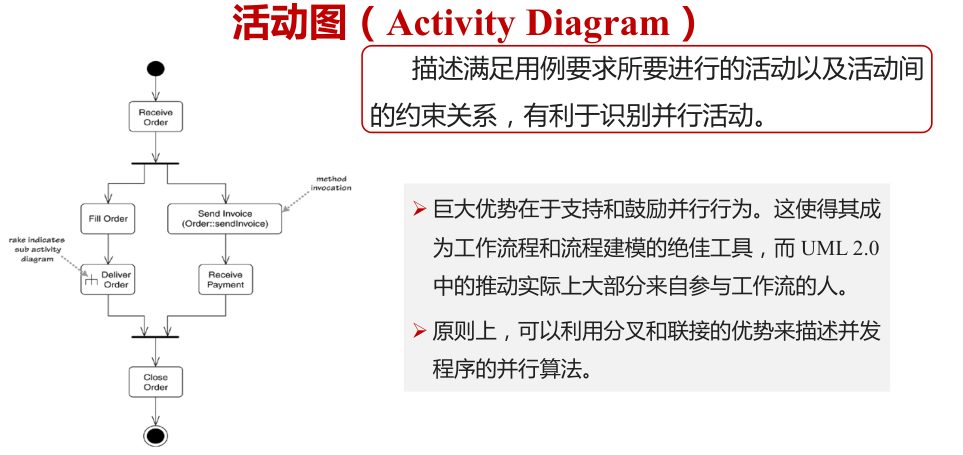 活动图（Activity Diagram）
描述满足用例要求所要进行的活动以及活动间
的约束关系，有利于识别并行活动。
Receive
Order
method
invocation
Fill Order
Send Invoice
(Order::sendInvoice)
rake indicates
sub activity
diagram
Deliver
Order
Receive
Payment
Close
Order
巨大优势在于支持和鼓励并行行为。这使得其成
为工作流程和流程建模的绝佳工具，而 UML 2.0
中的推动实际上大部分来自参与工作流的人。
原则上，可以利用分叉和联接的优势来描述并发
程序的并行算法。